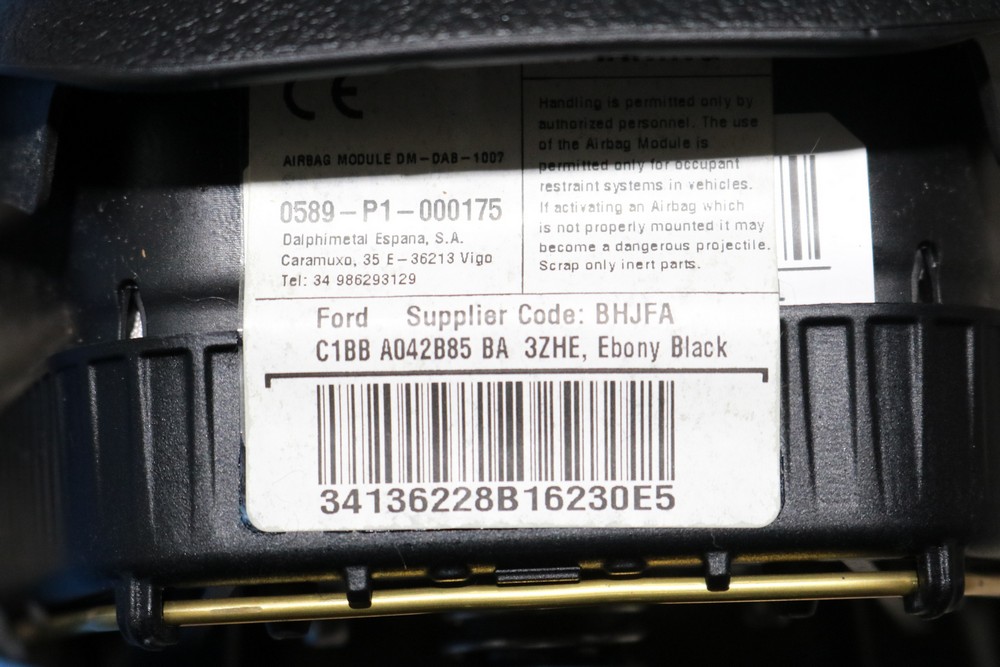 CE
AIRBAG MODULE DM-DAB-1007
0589-P1-000175
Dalphimetal Espana, S.A.
Caramuxo, 35 E-36213 Vigo
Tel: 34 986293129
Handling is permitted only by
authorized personnel. The use
of the Airbag Module is
permitted only for occupant
restraint systems in vehicles.
If activating an Airbag which
is not properly mounted it may
become a dangerous projectile.
Scrap only inert parts.
Ford Supplier Code: BHJFA
C1BB A042B85 BA 3ZHE, Ebony Black
34136228B16230E5